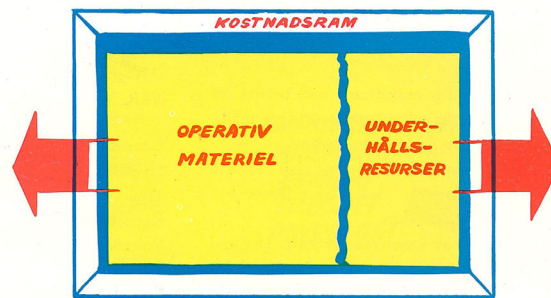 KOSTNADSRAM
OPERATIV
MATERIEL
UNDER-
HÅLLS-
RESURSER